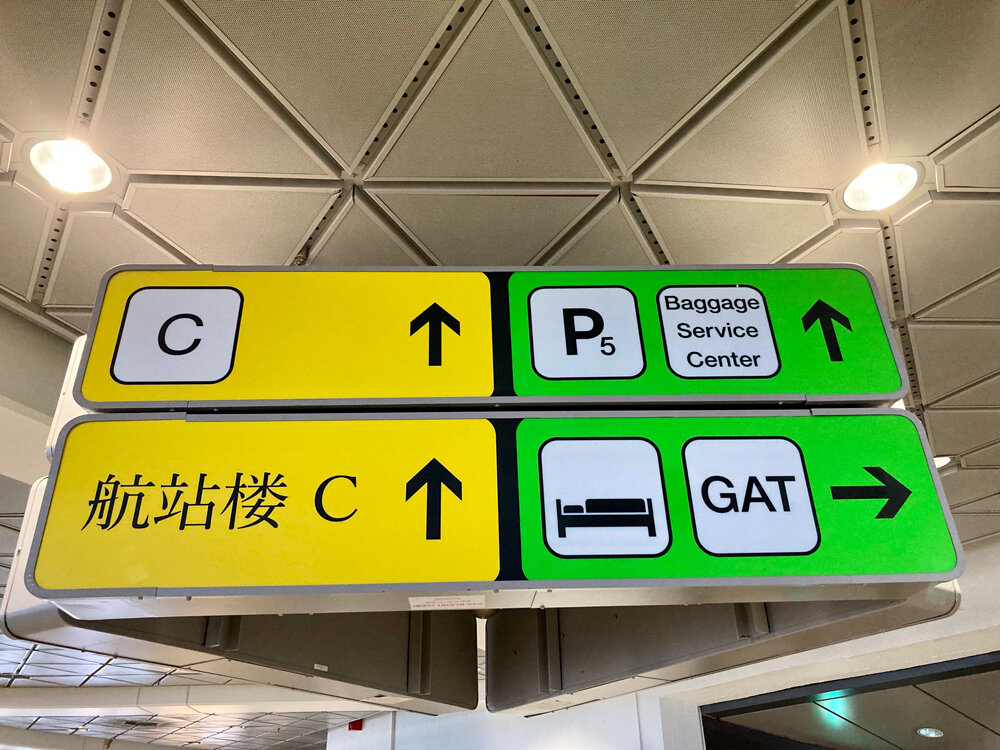 C
P5
Baggage
Service
Center
航站楼 C
GAT